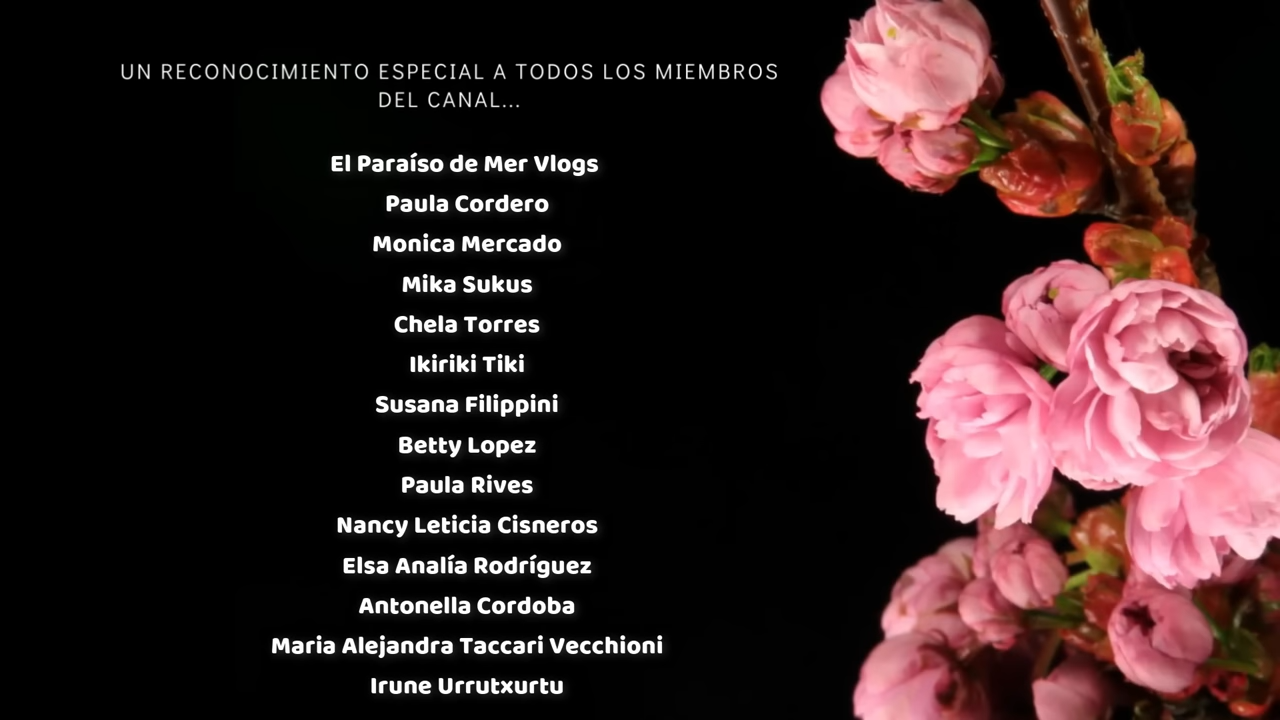 UN RECONOCIMIENTO ESPECIAL A TODOS LOS MIEMBROS
DEL CANAL...
El Paraíso de Mer Vlogs
Paula Cordero
Monica Mercado
Mika Sukus
Chela Torres
Ikiriki Tiki
Susana Filippini
Betty Lopez
Paula Rives
Nancy Leticia Cisneros
Elsa Analía Rodríguez
Antonella Cordoba
Maria Alejandra Taccari Vecchioni
Irune Urrutxurtu